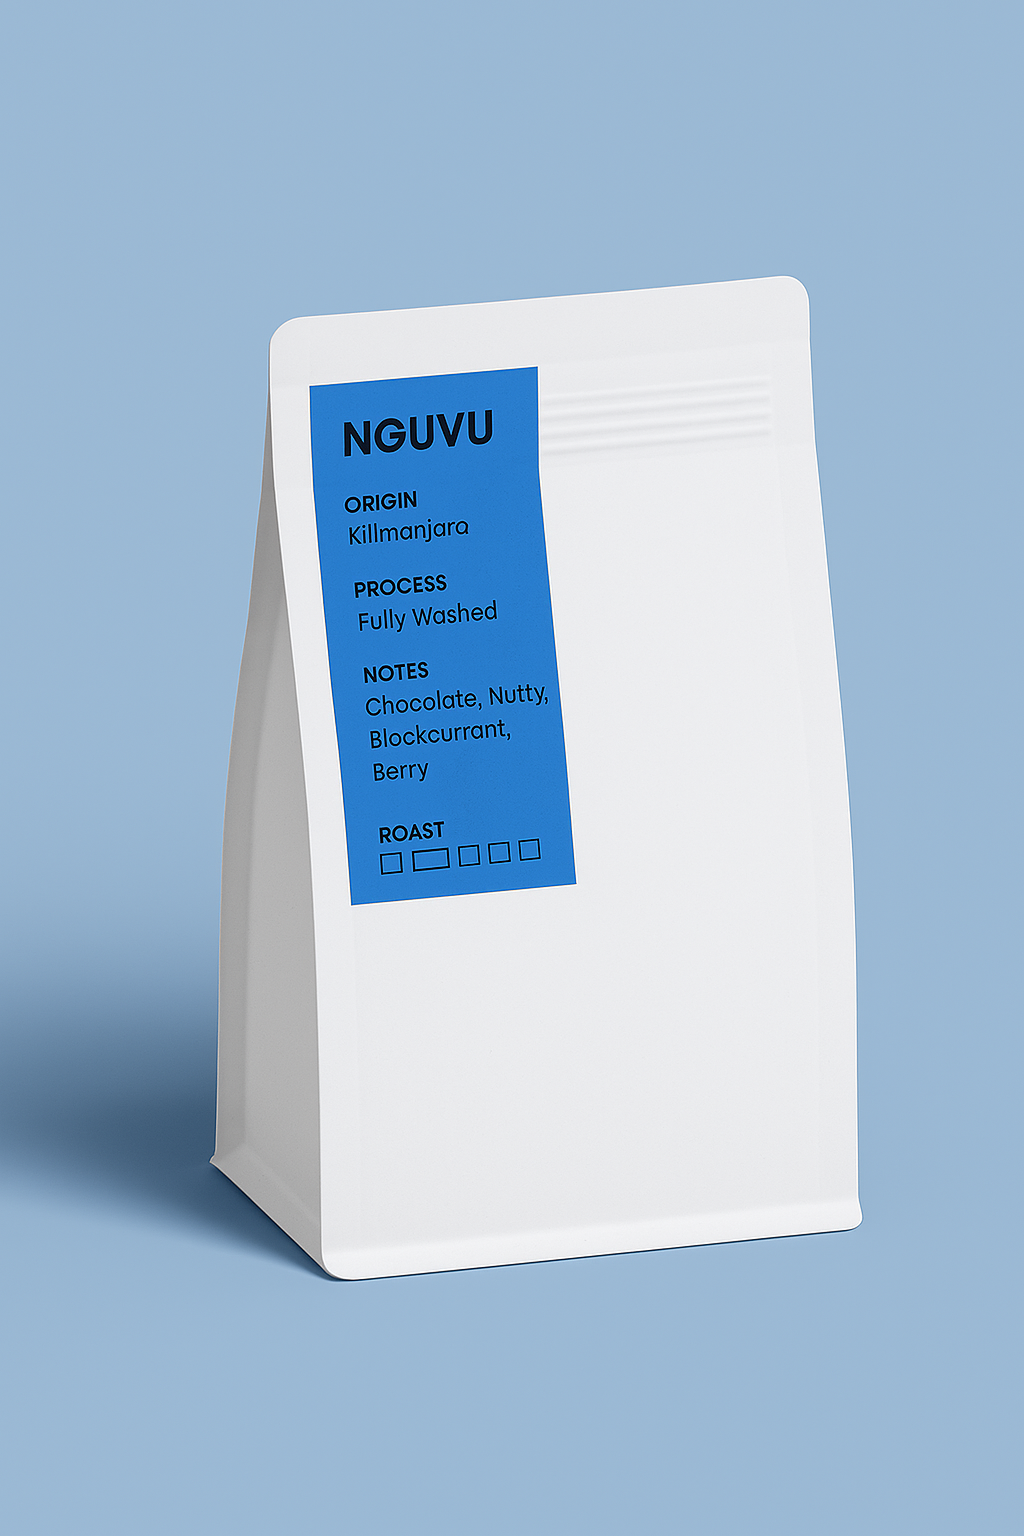 NGUVU
ORIGIN
Killmanjara
PROCESS
Fully Washed
NOTES
Chocolate, Nutty,
Blockcurrant,
Berry
ROAST